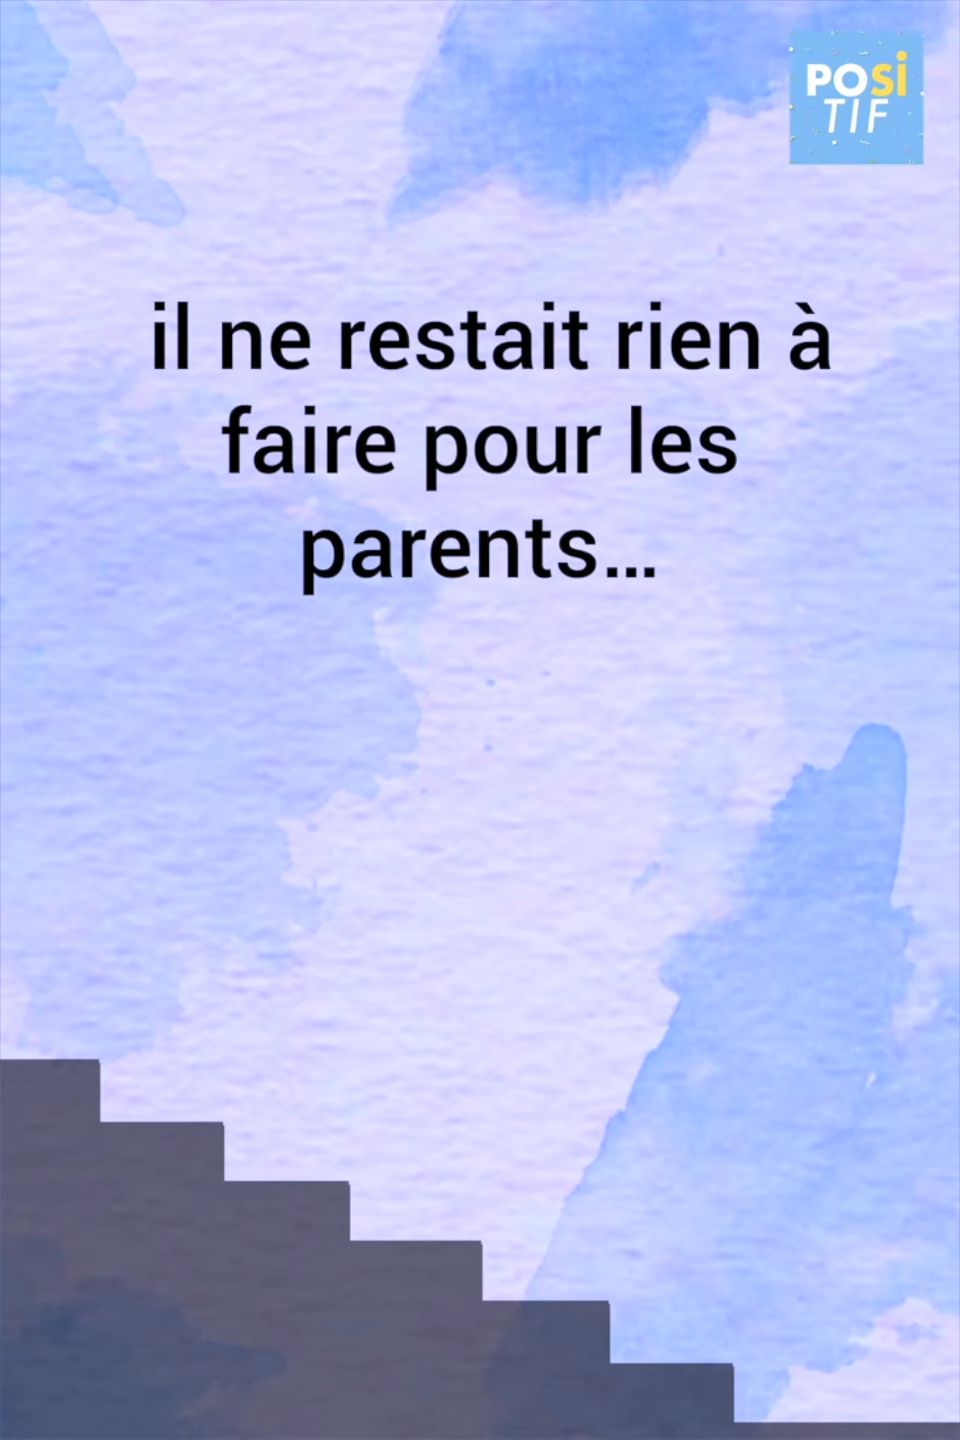 POSi
TIF
il ne restait rien à
faire pour les
parents...